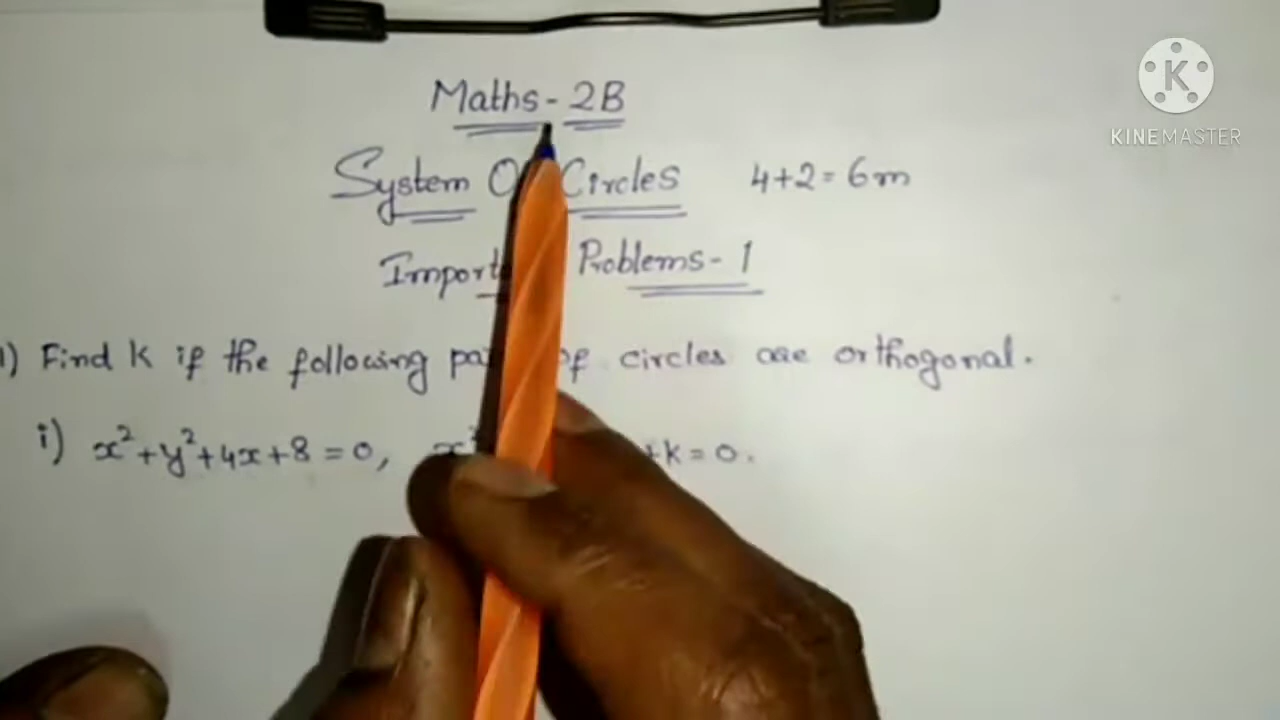 Maths - 2B
System Circles 4+2=6m
Problems - 1
1) Find k if the following of circles are orthogonal.
i) x²+y²+4x+8=0, +k=0.
KINEMASTER